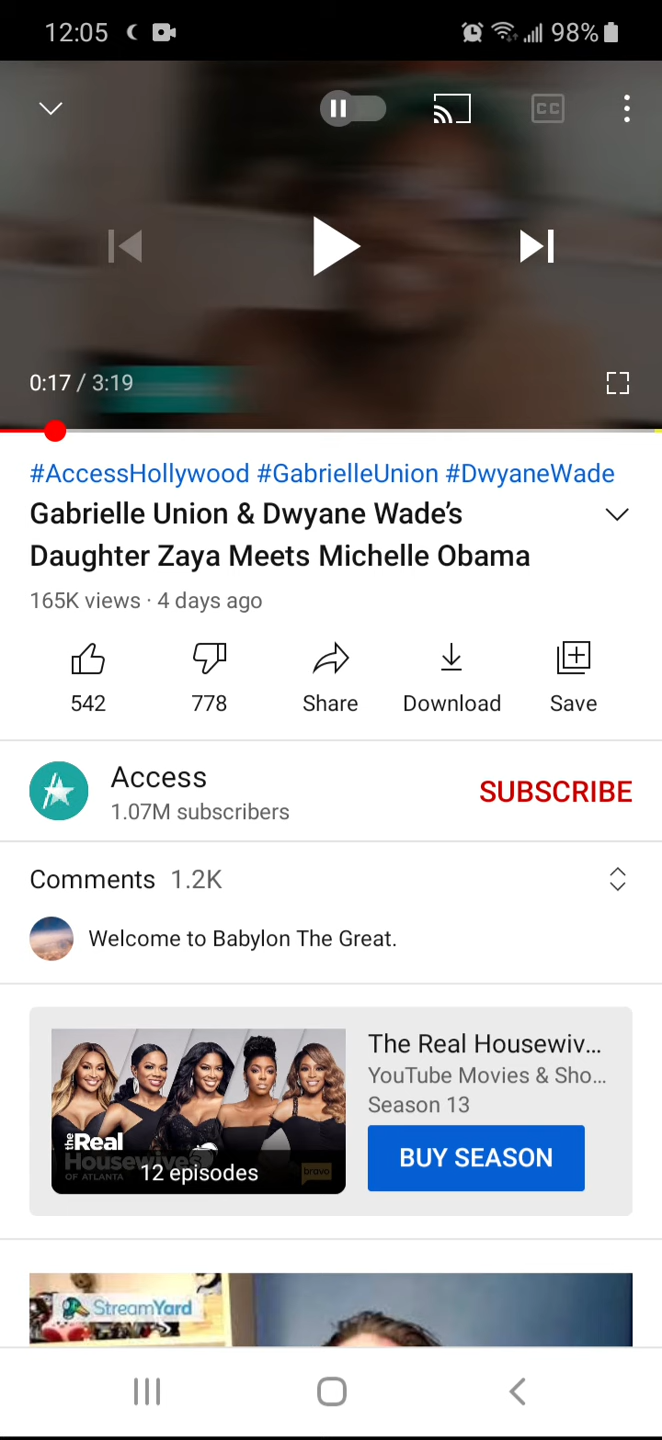 12:05
98%
CC
0:17 / 3:19
#AccessHollywood #GabrielleUnion #DwyaneWade
Gabrielle Union & Dwyane Wade’s
Daughter Zaya Meets Michelle Obama
165K views · 4 days ago
542
778
Share
Download
Save
Access
1.07M subscribers
SUBSCRIBE
Comments 1.2K
Welcome to Babylon The Great.
the Real
Housewives
OF ATLANTA
12 episodes
bravo
The Real Housewiv...
YouTube Movies & Sho...
Season 13
BUY SEASON
StreamYard